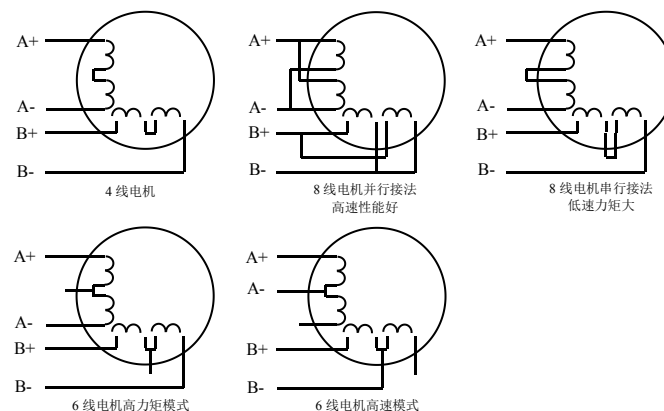 A+
A-
B+
B-
4 线电机
A+
A-
B+
B-
8 线电机并行接法
高速性能好
A+
A-
B+
B-
8 线电机串行接法
低速力矩大
A+
A-
B+
B-
6 线电机高力矩模式
A+
A-
B+
B-
6 线电机高速模式